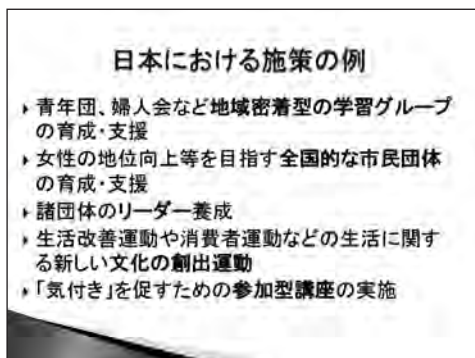 日本における施策の例
▸ 青年団、婦人会など地域密着型の学習グループ
の育成・支援
▸ 女性の地位向上等を目指す全国的な市民団体
の育成・支援
▸ 諸団体のリーダー養成
▸ 生活改善運動や消費者運動などの生活に関す
る新しい文化の創出運動
▸ 「気付き」を促すための参加型講座の実施